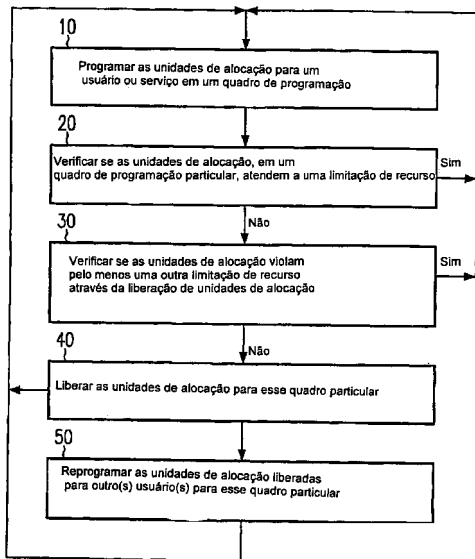 10
Programar as unidades de alocação para um
usuário ou serviço em um quadro de programação
20
Verificar se as unidades de alocação, em um
quadro de programação particular, atendem a uma limitação de recurso
Sim
Não
30
Verificar se as unidades de alocação violam
pelo menos uma outra limitação de recurso
através da liberação de unidades de alocação
Sim
Não
40
Liberar as unidades de alocação para esse quadro particular
50
Reprogramar as unidades de alocação liberadas
para outro(s) usuário(s) para esse quadro particular